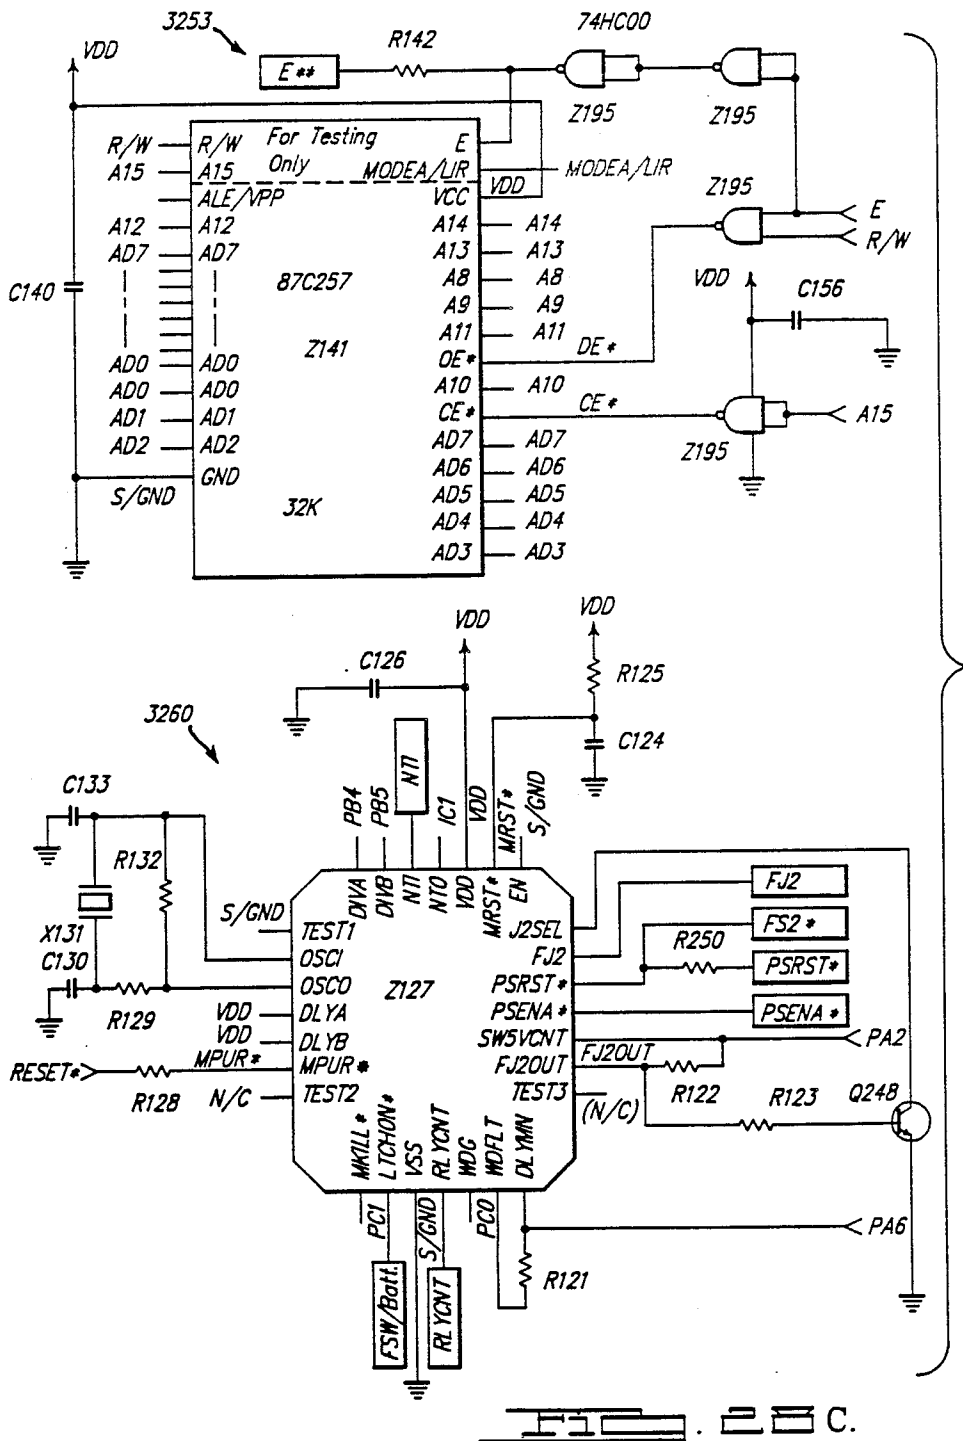 3253
74HC00
VDD
R142
E**
Z195
Z195
R/W
R/W
For Testing
Only
E
A15
A15
MODEA/LIR
MODEA/LIR
VDD
Z195
ALE/VPP
VCC
E
A12
A12
A14
A14
R/W
AD7
AD7
A13
A13
VDD
C140
87C257
A8
A8
C156
A9
A9
Z141
A11
A11
AD0
AD0
OE*
DE*
AD0
AD0
A10
A10
AD1
AD1
CE*
CE*
A15
AD2
AD2
AD7
AD7
Z195
GND
AD6
AD6
S/GND
32K
AD5
AD5
AD4
AD4
AD3
AD3
VDD
VDD
C126
R125
3260
C124
NTI
C133
PB4
PB5
IC1
VDD
MRST*
S/GND
R132
DIVA
DIVB
NTI
NTO
VDD
MRST*
EN
FJ2
S/GND
TEST1
J2SEL
FS2*
X131
OSCI
FJ2
R250
C130
OSCO
Z127
PSRST*
PSRST*
R129
VDD
DLYA
PSENA*
PSENA*
VDD
DLYB
SW5VCNT
PA2
RESET*
MPUR*
MPUR*
FJ2OUT
FJ2OUT
R128
N/C
TEST2
TEST3
(N/C)
R122
R123
Q248
MKILL*
LTCHON*
VSS
RLYCNT
WDG
WDFLT
DLYMN
PC1
S/GND
PC0
PA6
FSW/Batt.
RLYCNT
R121
C.